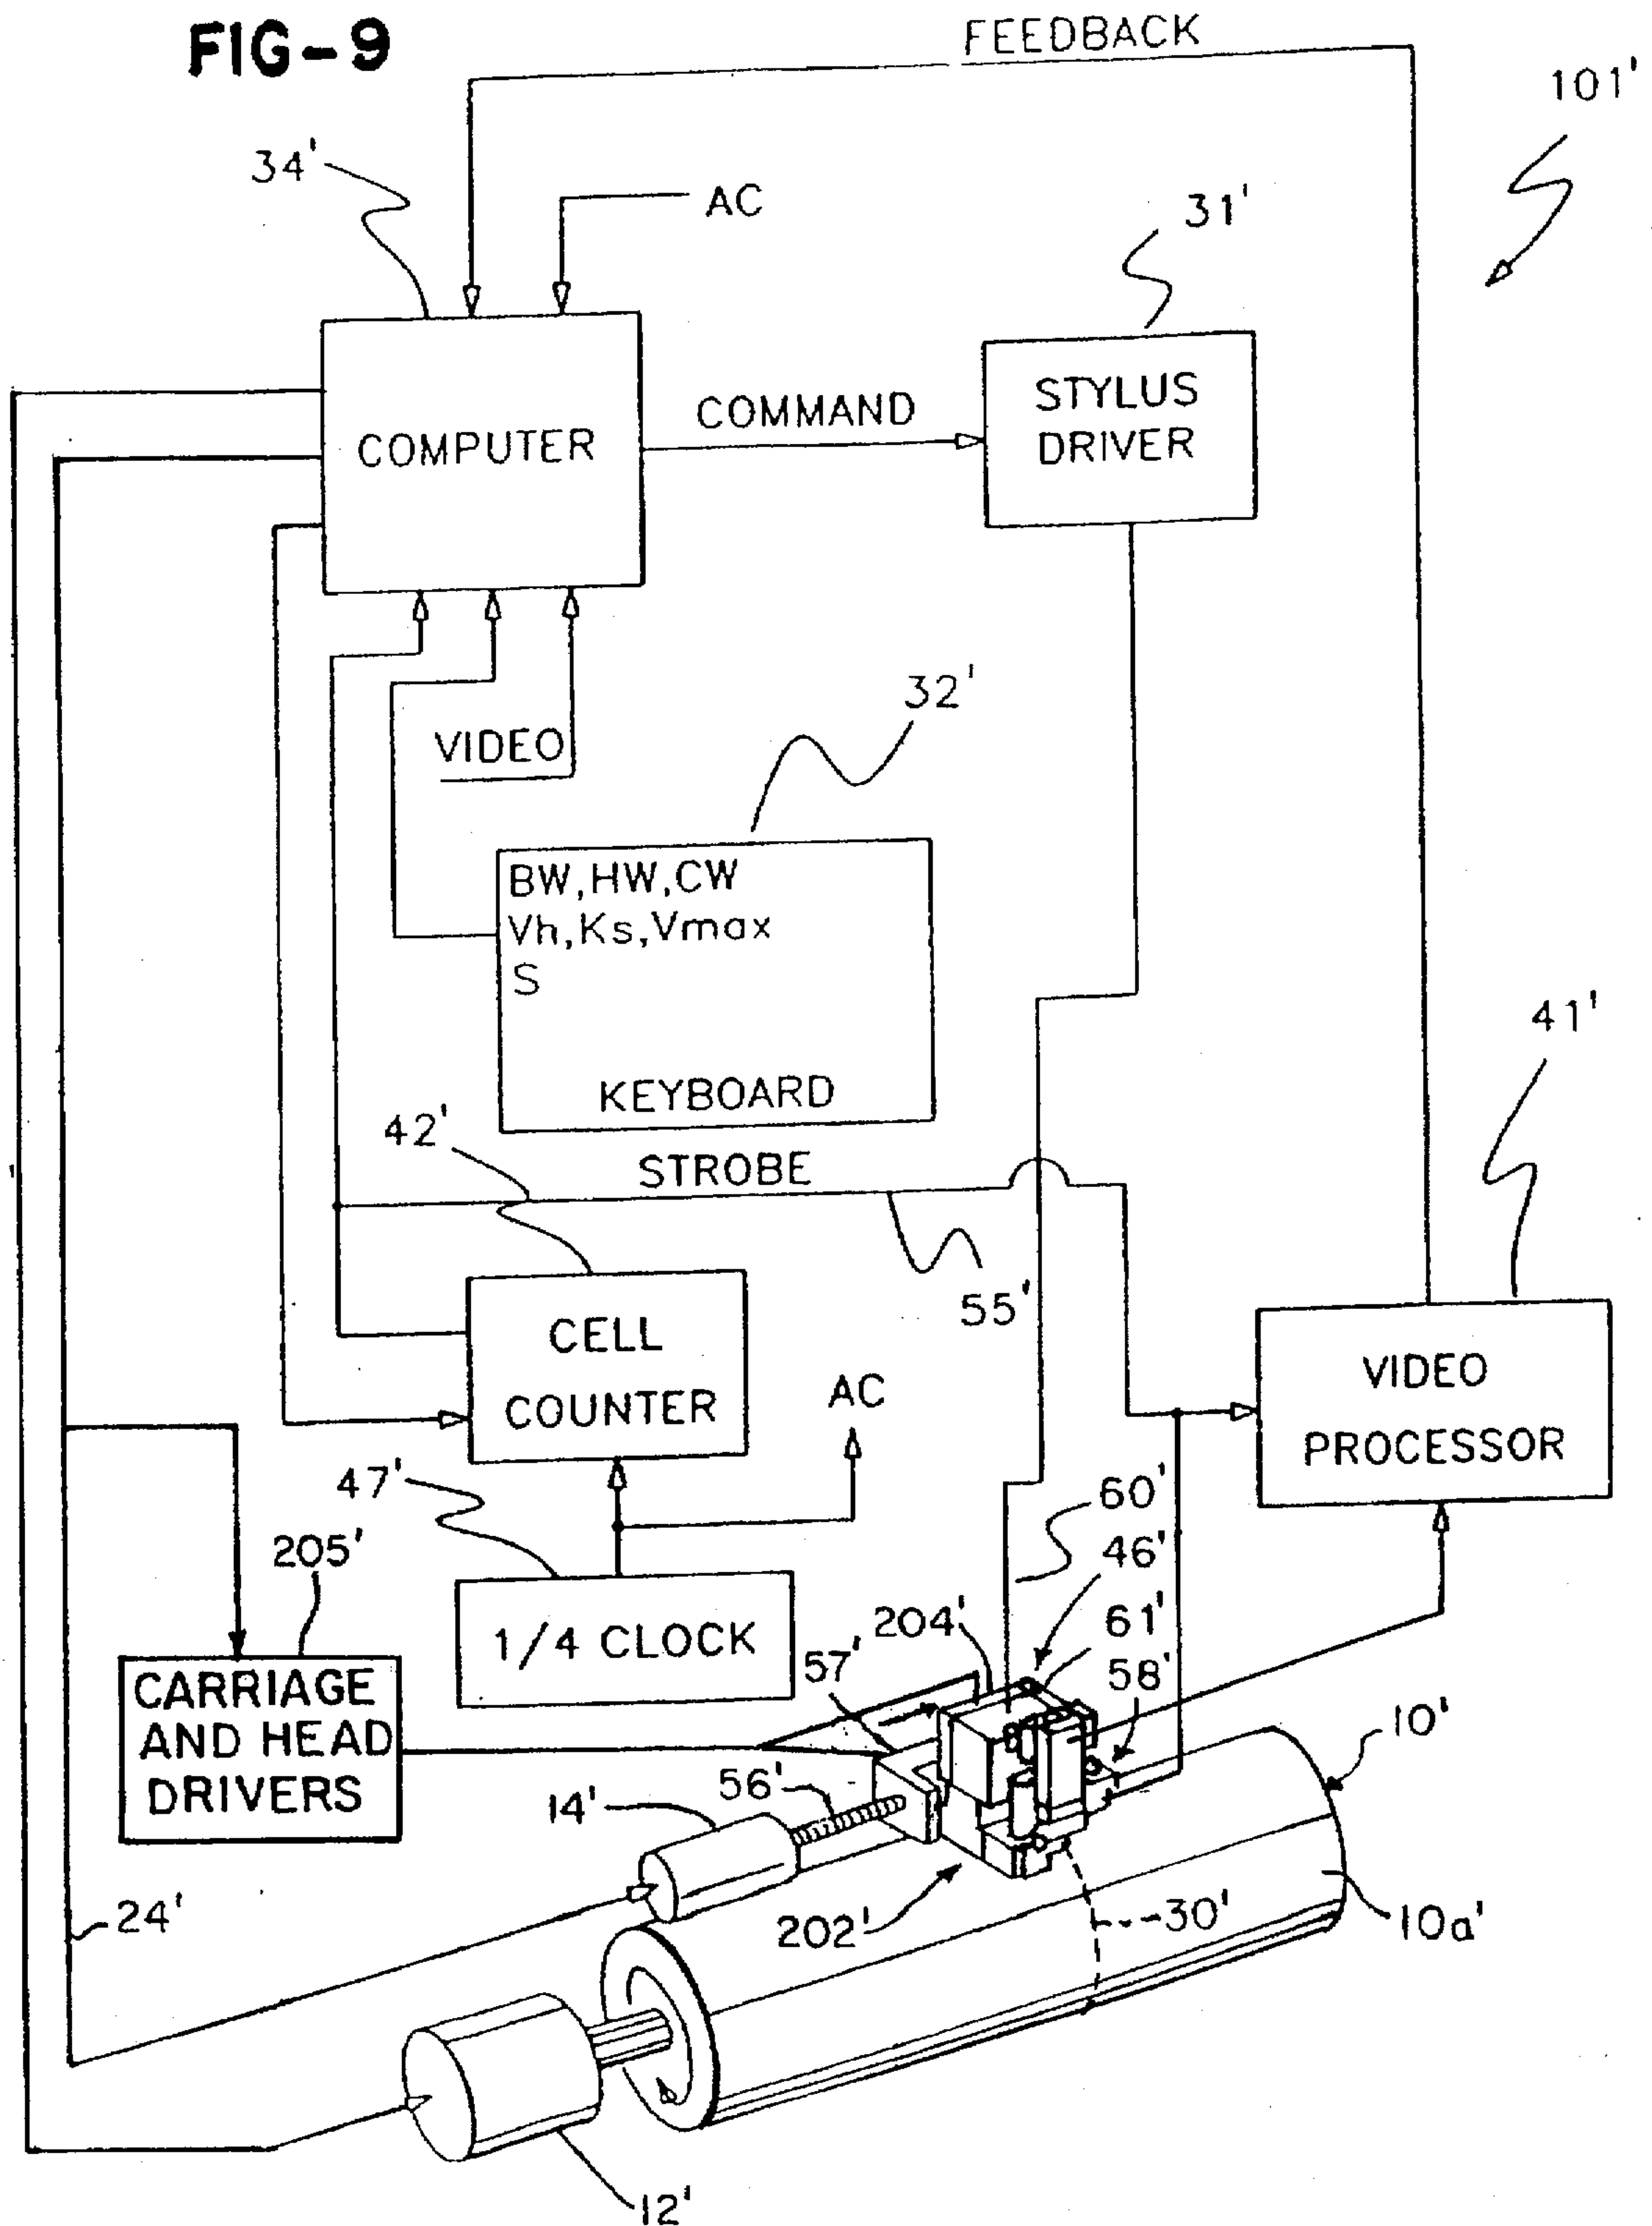 FIG-9
FEEDBACK
101'
34'
AC
31'
COMPUTER
COMMAND
STYLUS
DRIVER
32'
VIDEO
BW,HW,CW
Vh,Ks,Vmax
S
KEYBOARD
41'
42'
STROBE
55'
CELL
COUNTER
AC
VIDEO
PROCESSOR
47'
60'
46'
205'
1/4 CLOCK
204'
61'
57'
58'
CARRIAGE
AND HEAD
DRIVERS
10'
56'
14'
24'
202'
30'
10a'
12'